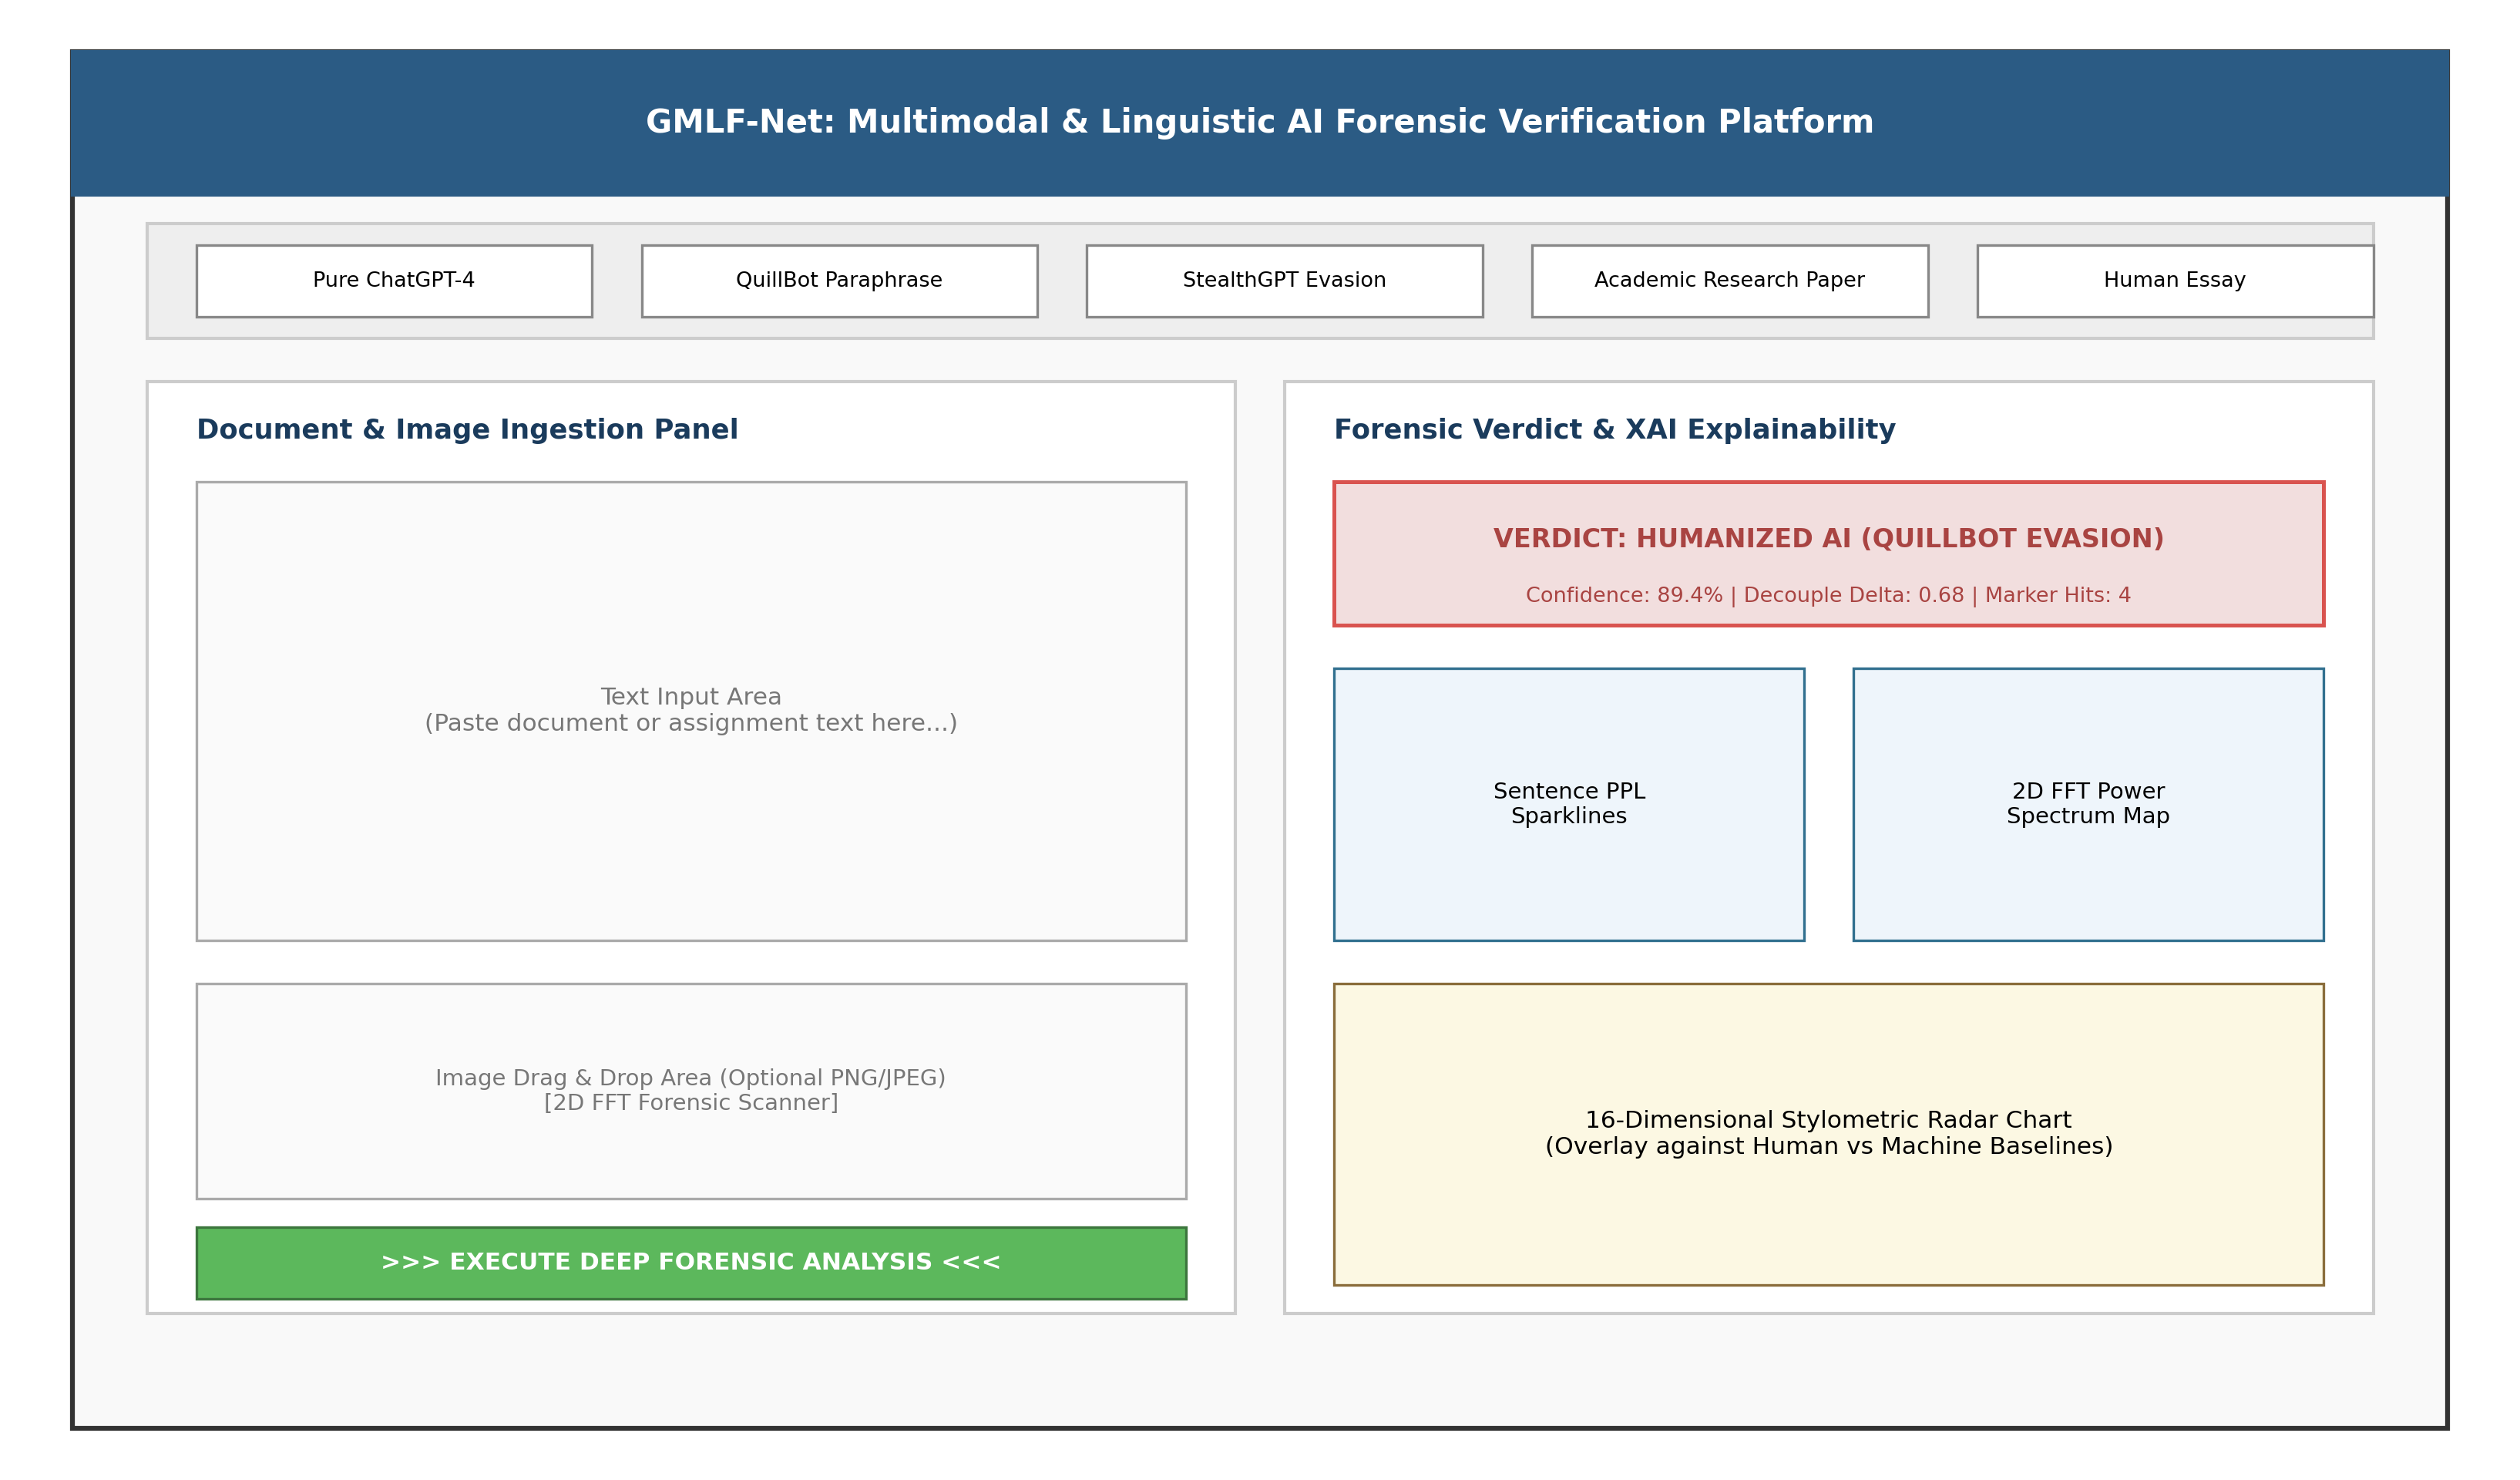 GMLF-Net: Multimodal & Linguistic AI Forensic Verification Platform
Pure ChatGPT-4
QuillBot Paraphrase
StealthGPT Evasion
Academic Research Paper
Human Essay
Document & Image Ingestion Panel
Text Input Area
(Paste document or assignment text here...)
Image Drag & Drop Area (Optional PNG/JPEG)
[2D FFT Forensic Scanner]
>>> EXECUTE DEEP FORENSIC ANALYSIS <<<
Forensic Verdict & XAI Explainability
VERDICT: HUMANIZED AI (QUILLBOT EVASION)
Confidence: 89.4% | Decouple Delta: 0.68 | Marker Hits: 4
Sentence PPL
Sparklines
2D FFT Power
Spectrum Map
16-Dimensional Stylometric Radar Chart
(Overlay against Human vs Machine Baselines)